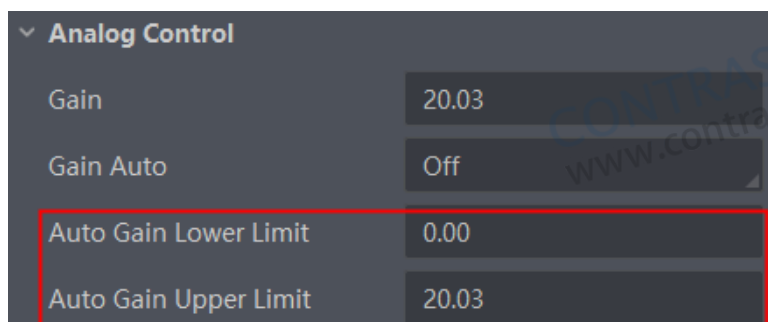 Analog Control
Gain 20.03
Gain Auto Off
Auto Gain Lower Limit 0.00
Auto Gain Upper Limit 20.03